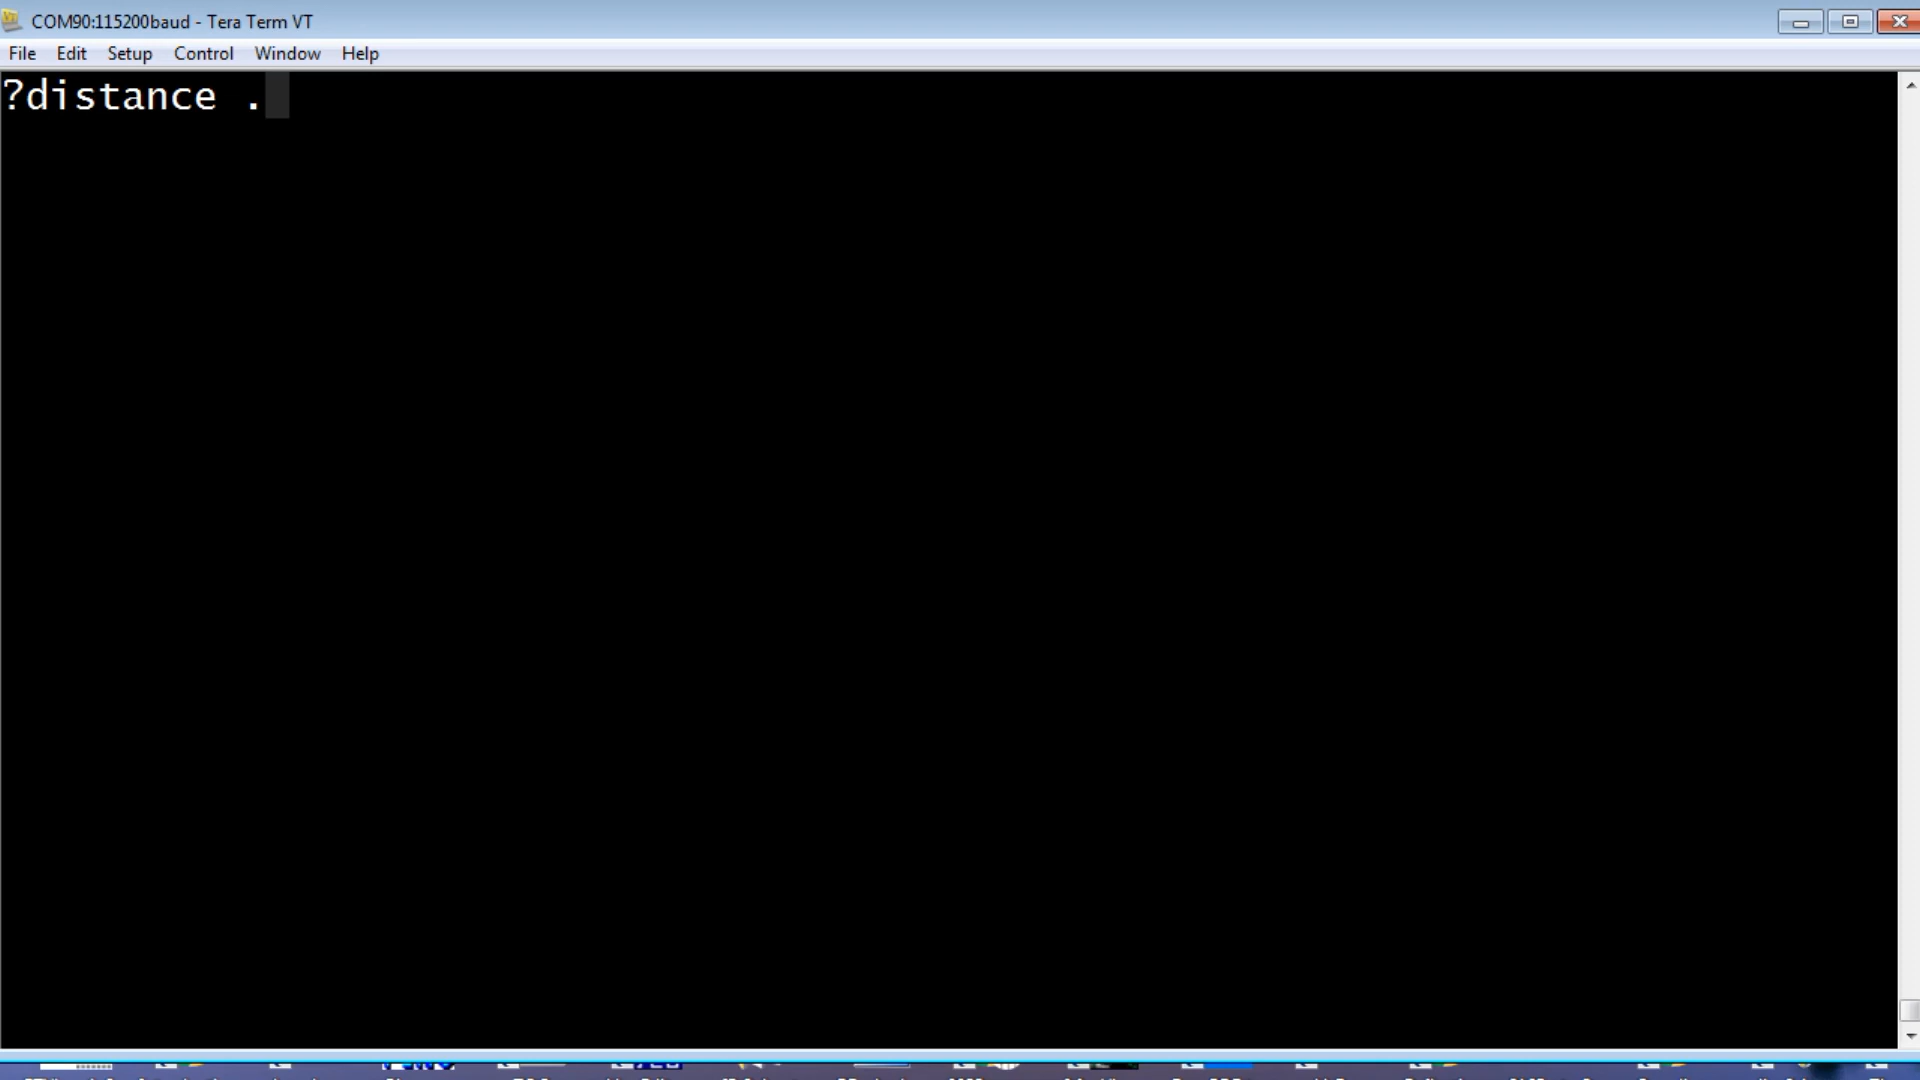 COM90:115200baud - Tera Term VT
File Edit Setup Control Window Help
?distance .